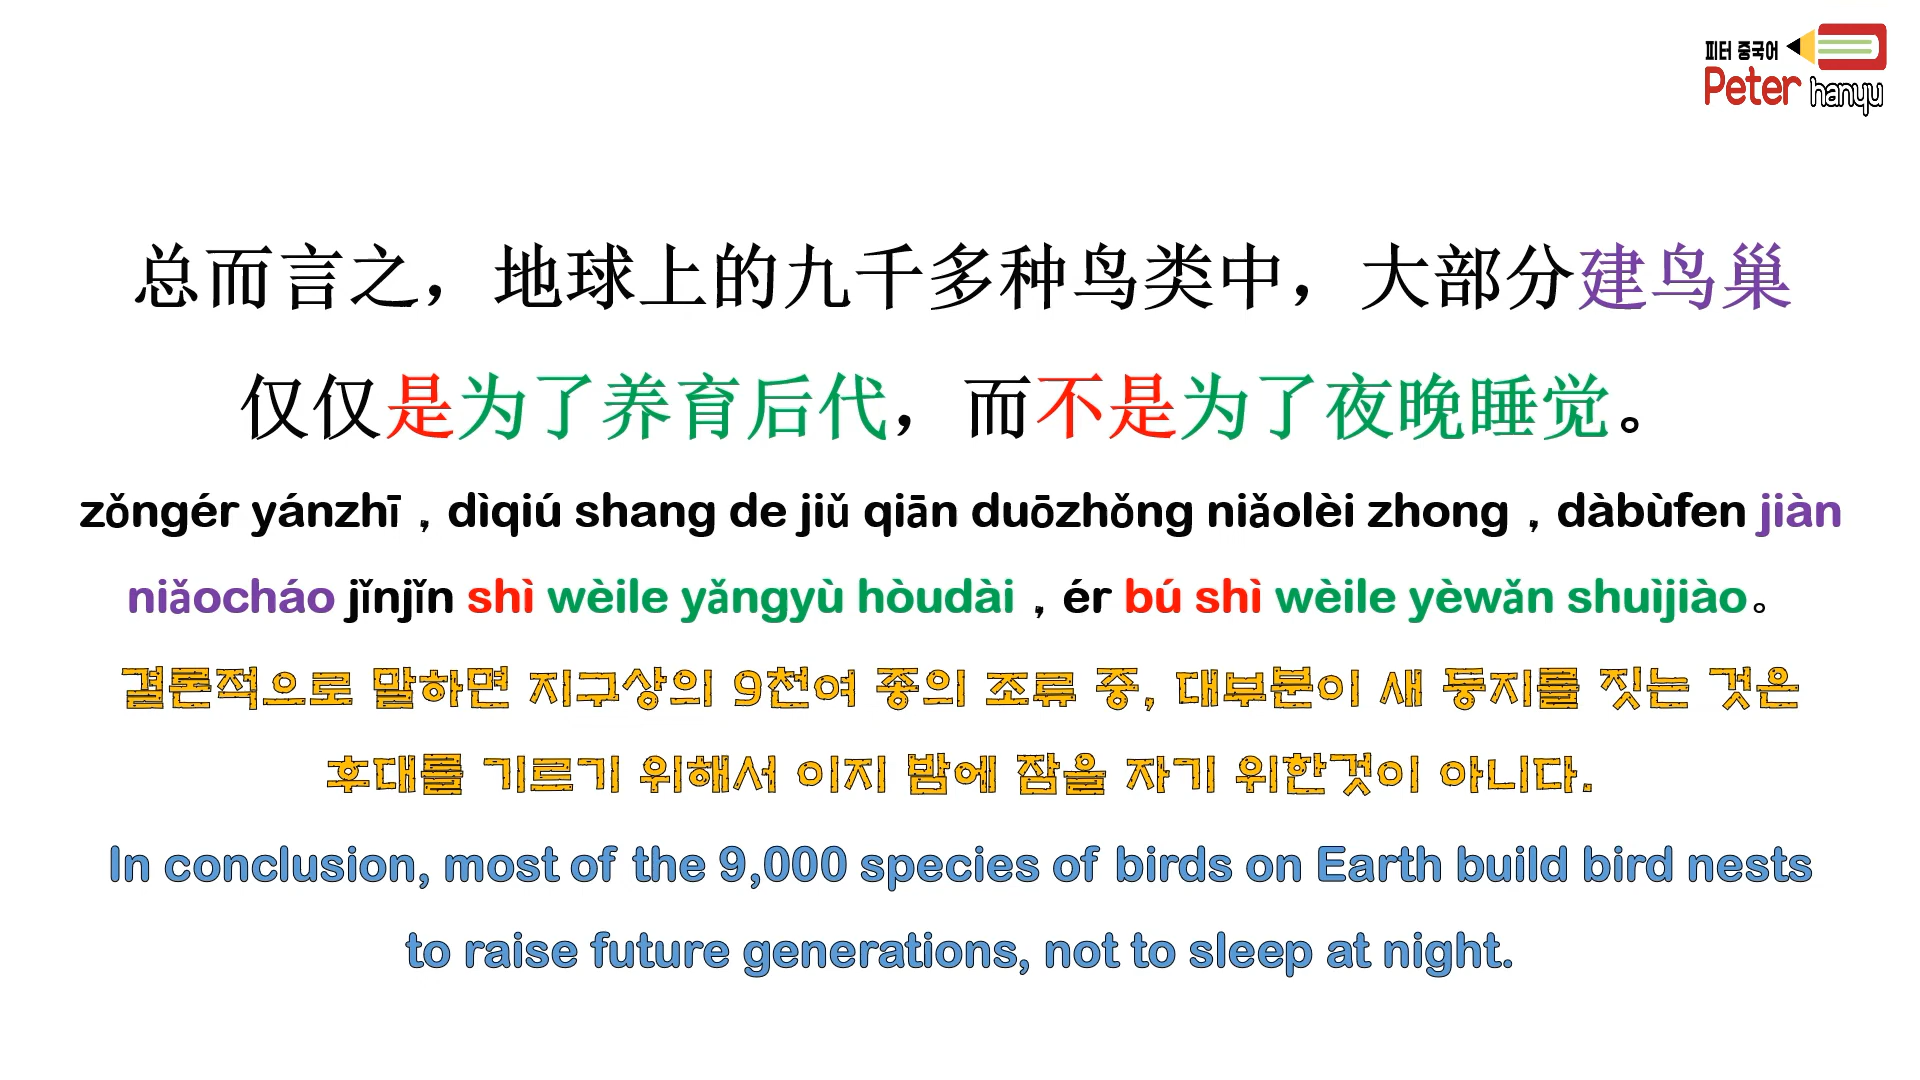 피터 중국어
Peter hanyu
总而言之，地球上的九千多种鸟类中，大部分建鸟巢
仅仅是为了养育后代，而不是为了夜晚睡觉。
zǒngér yánzhī，dìqiú shang de jiǔ qiān duōzhǒng niǎolèi zhong，dàbùfen jiàn
niǎocháo jǐnjǐn shì wèile yǎngyù hòudài，ér bú shì wèile yèwǎn shuìjiào。
결론적으로 말하면 지구상의 9천여 종의 조류 중, 대부분이 새 둥지를 짓는 것은
후대를 기르기 위해서 이지 밤에 잠을 자기 위한것이 아니다.
In conclusion, most of the 9,000 species of birds on Earth build bird nests
to raise future generations, not to sleep at night.